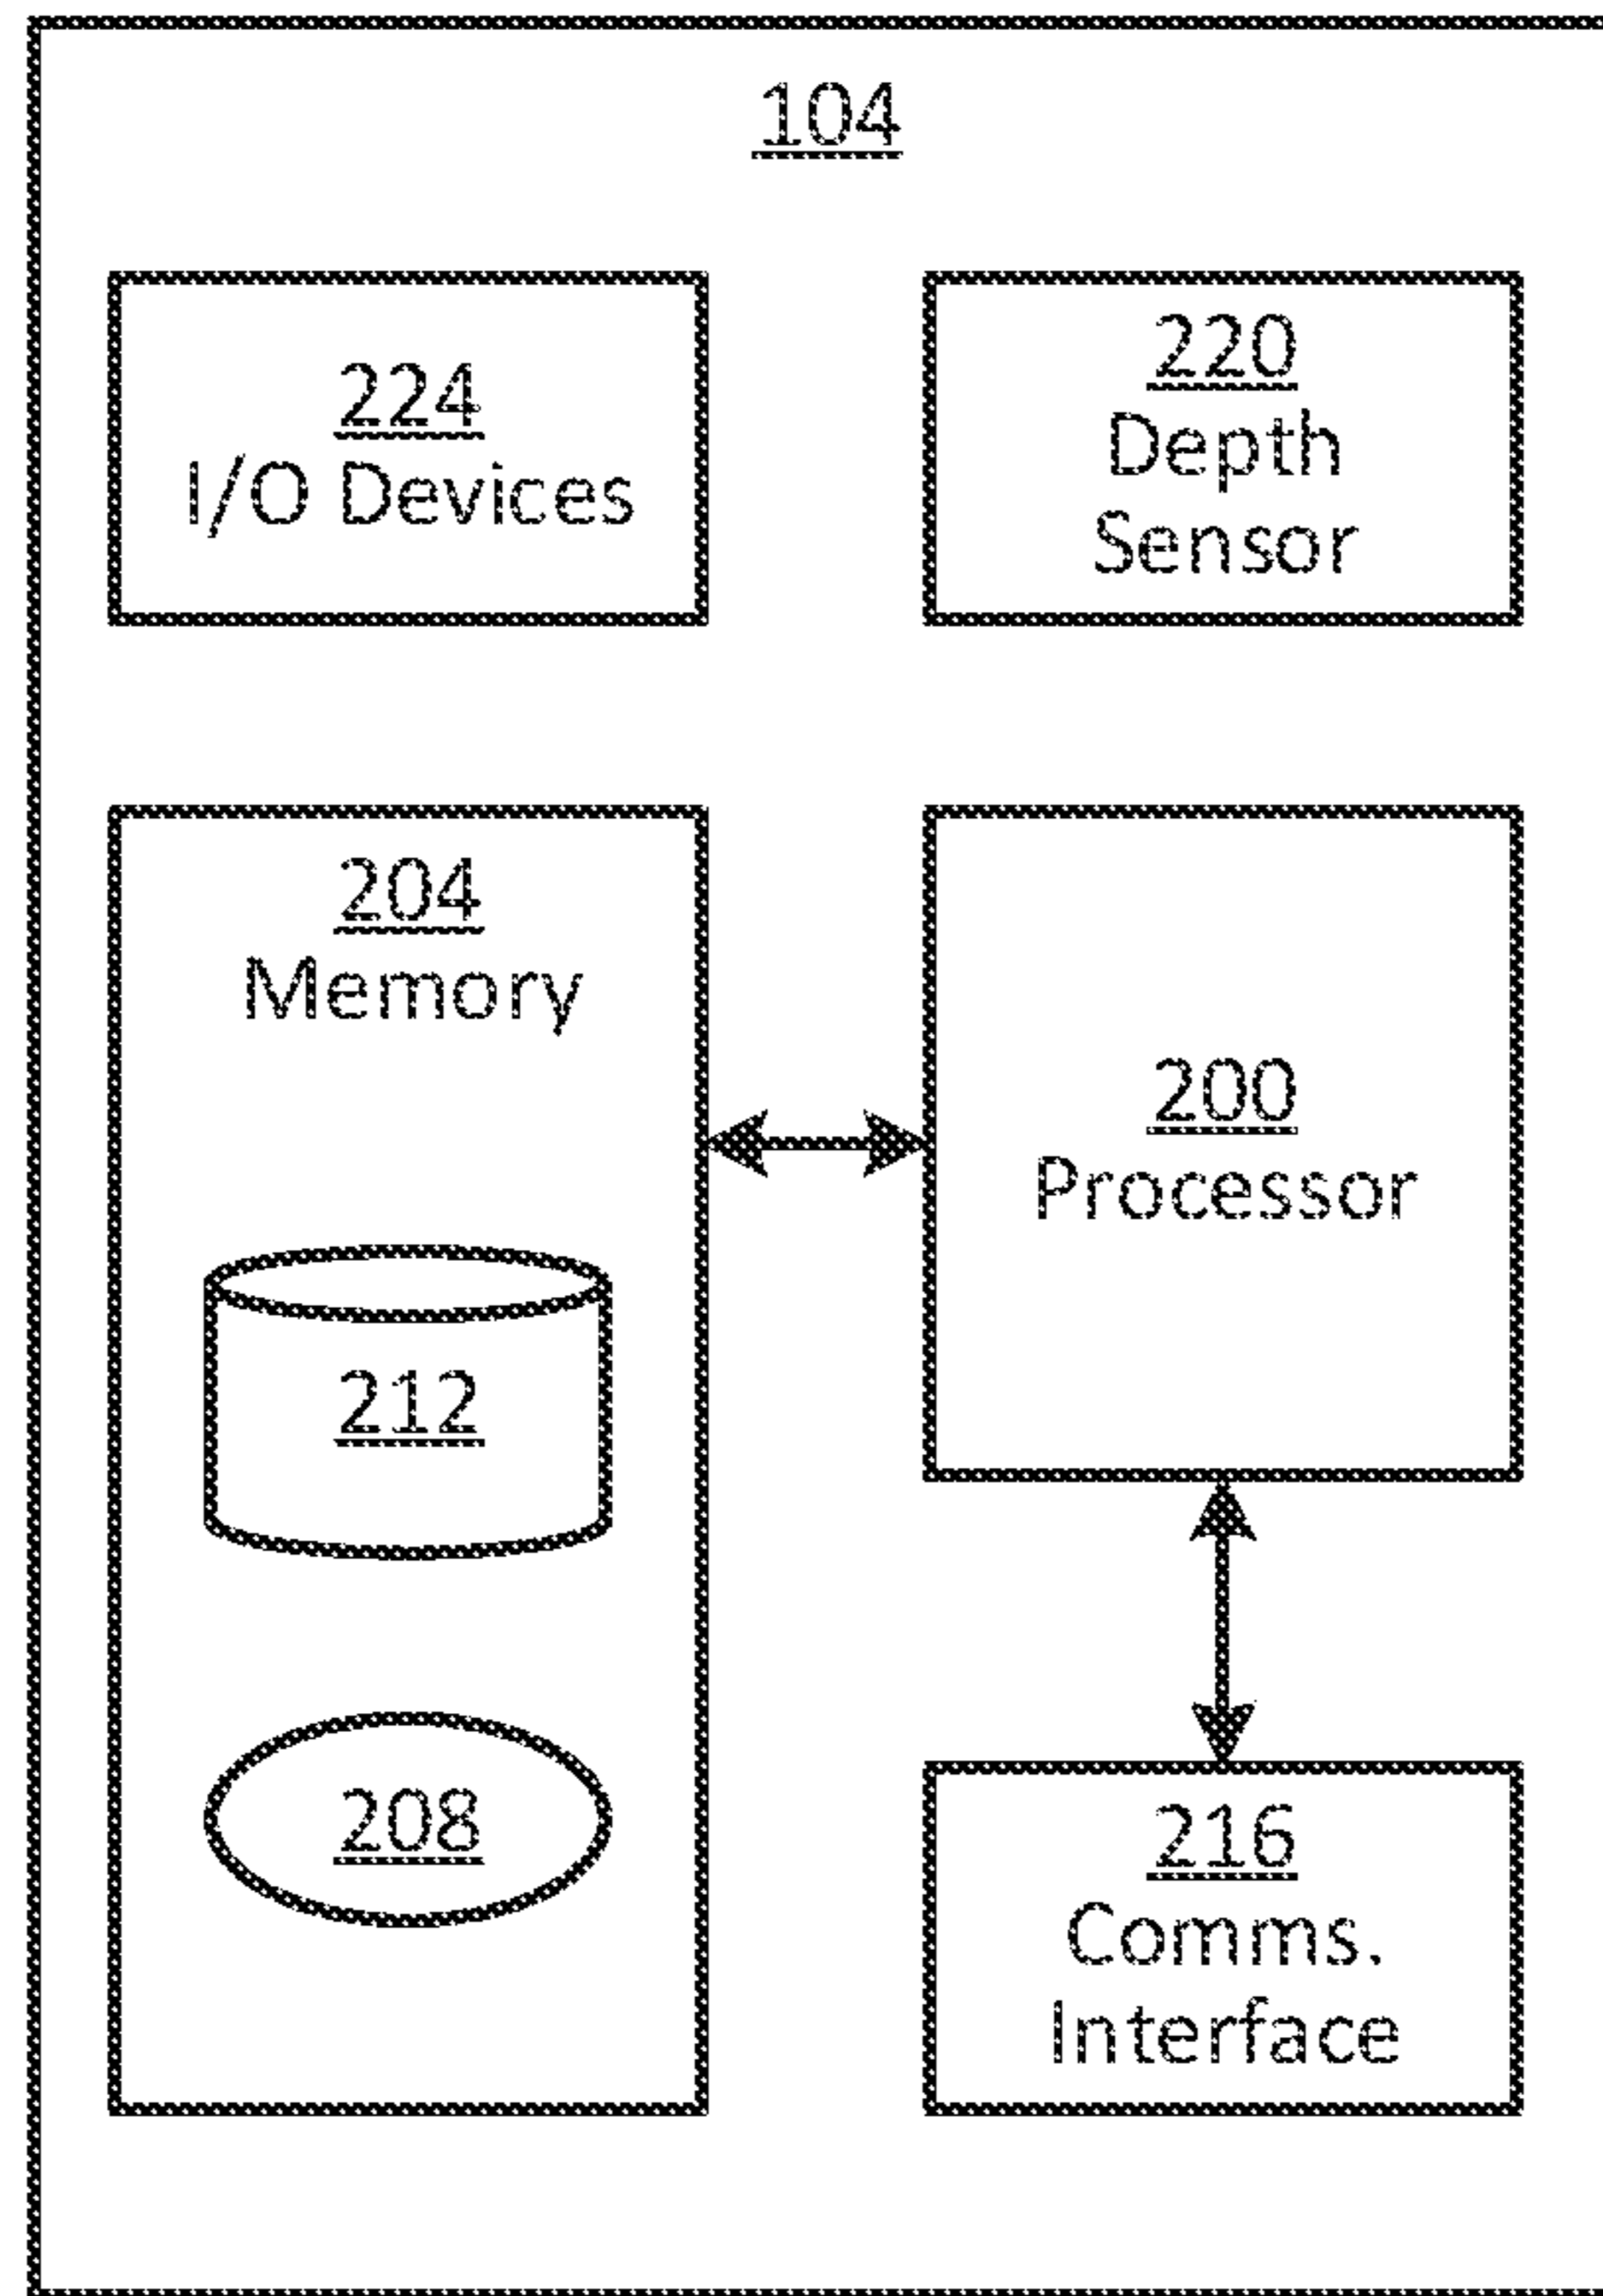 104
224
I/O Devices
220
Depth
Sensor
204
Memory
200
Processor
212
208
216
Comms.
Interface